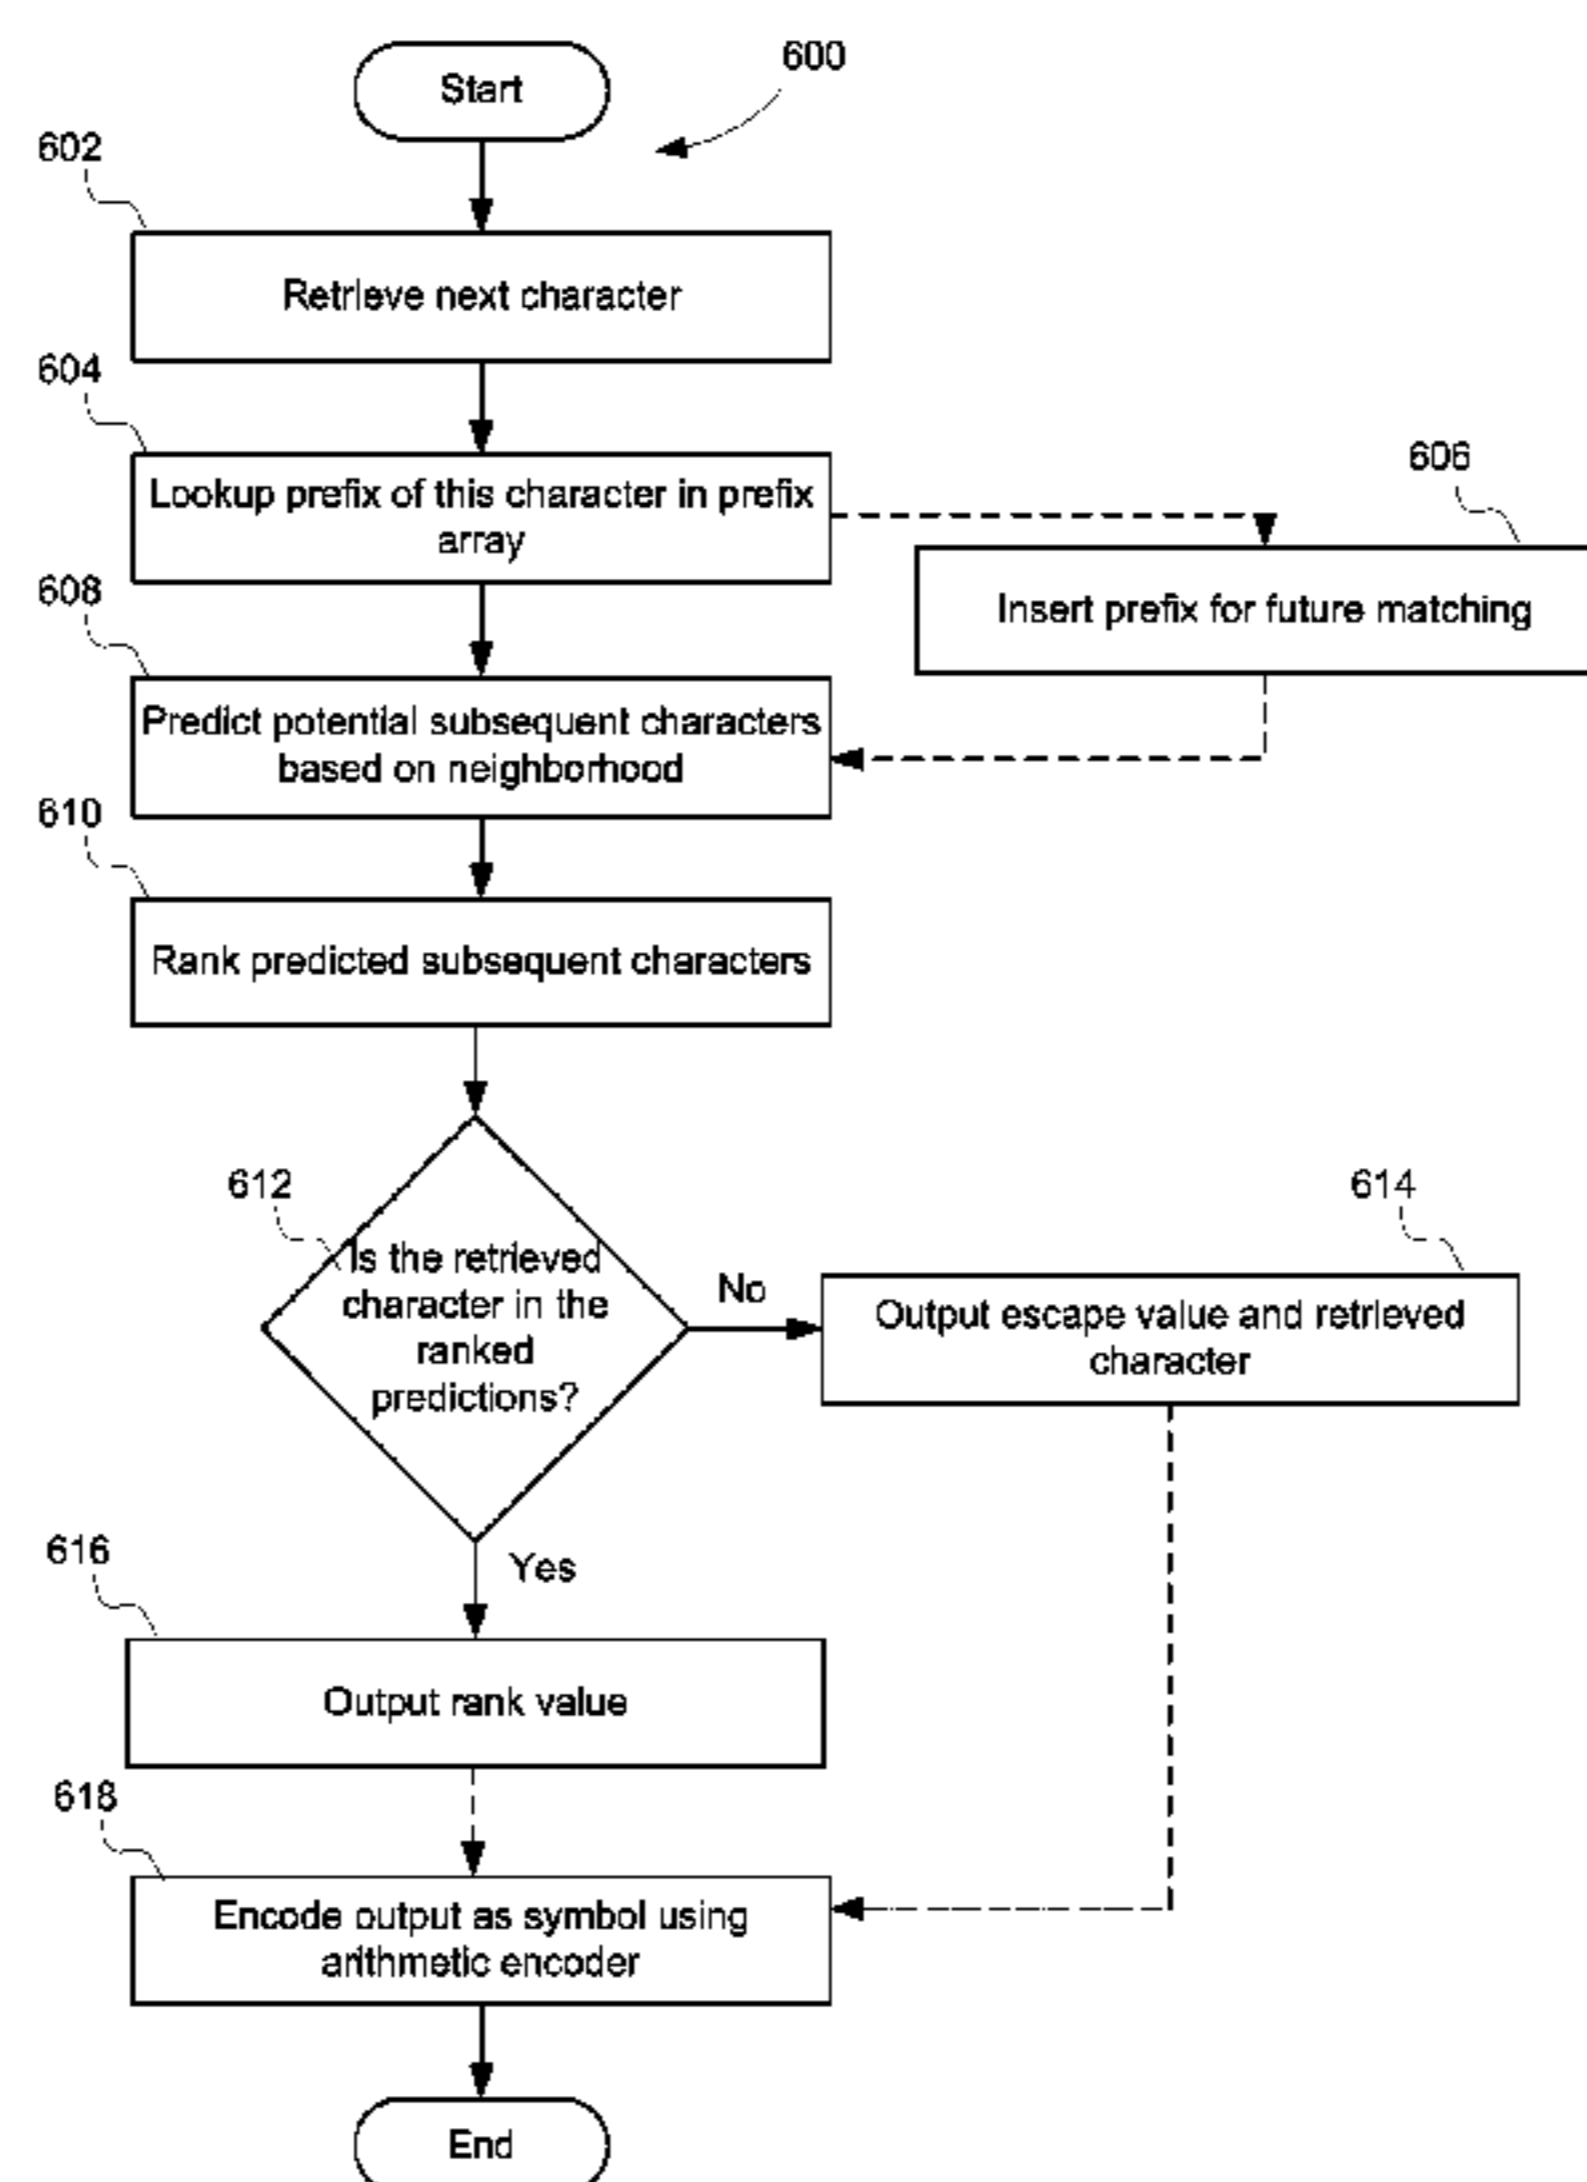 Start
600
602
Retrieve next character
604
Lookup prefix of this character in prefix
array
606
Insert prefix for future matching
608
Predict potential subsequent characters
based on neighborhood
610
Rank predicted subsequent characters
612
Is the retrieved
character in the
ranked
predictions?
No
614
Output escape value and retrieved
character
Yes
616
Output rank value
618
Encode output as symbol using
arithmetic encoder
End